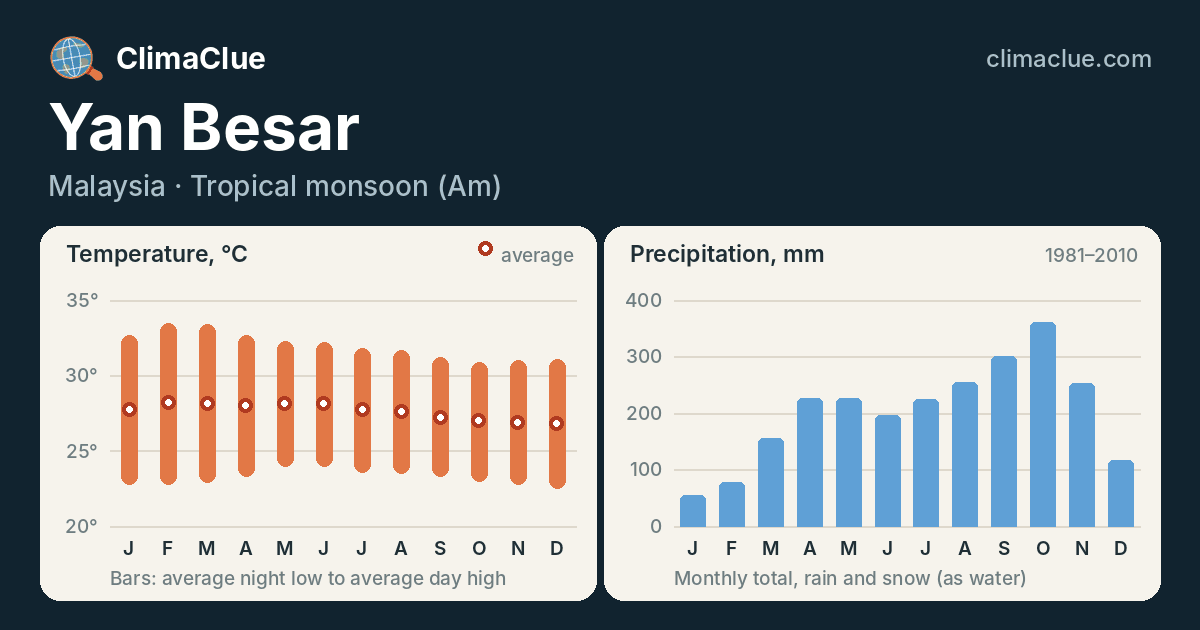 ClimaClue
climaclue.com
Yan Besar
Malaysia · Tropical monsoon (Am)
Temperature, °C
average
35°
30°
25°
20°
J F M A M J J A S O N D
Bars: average night low to average day high
Precipitation, mm
1981–2010
400
300
200
100
0
J F M A M J J A S O N D
Monthly total, rain and snow (as water)